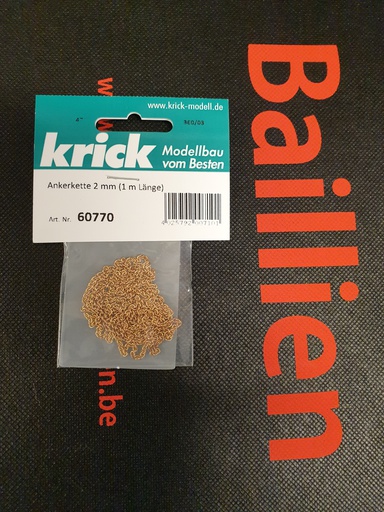 www.krick-modell.de
krick
Modellbau
vom Besten
Ankerkette 2 mm (1 m Länge)
Art. Nr. 60770
Baillien
n.be